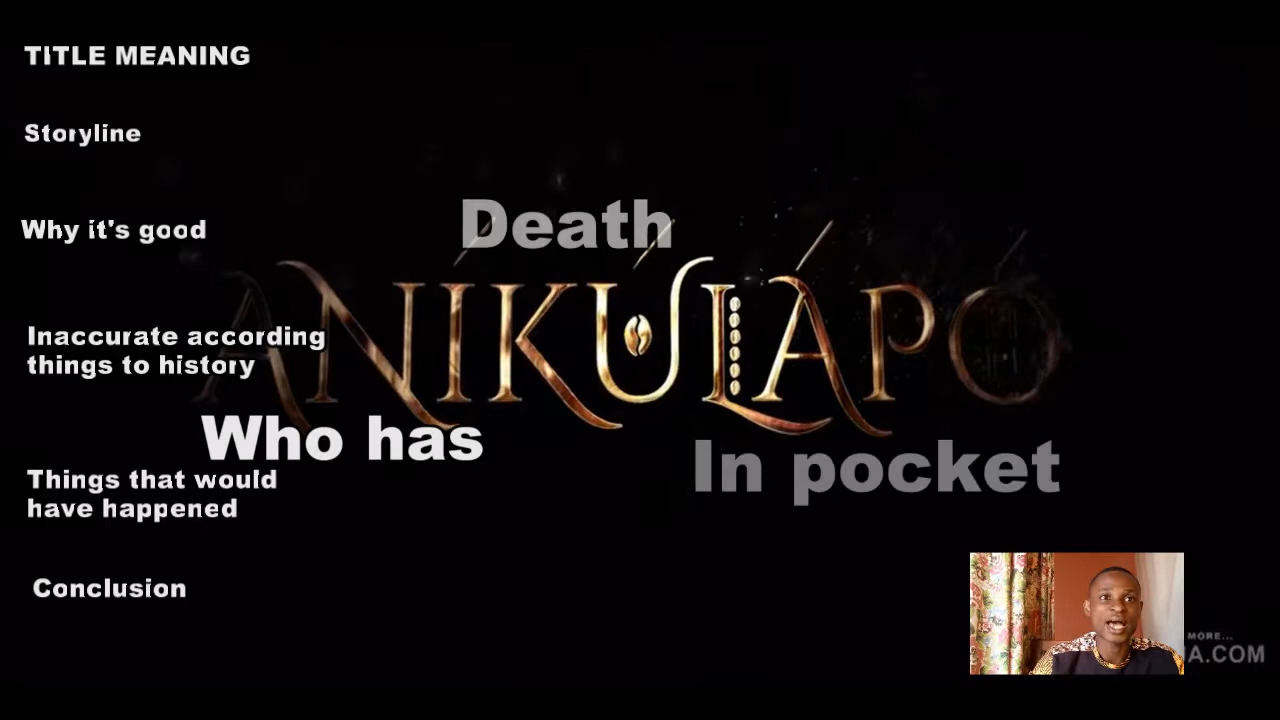 TITLE MEANING
Storyline
Why it's good
Death
ANÍKÚLÁPÓ
Inaccurate according
things to history
Who has
In pocket
Things that would
have happened
Conclusion
MORE...
A.COM